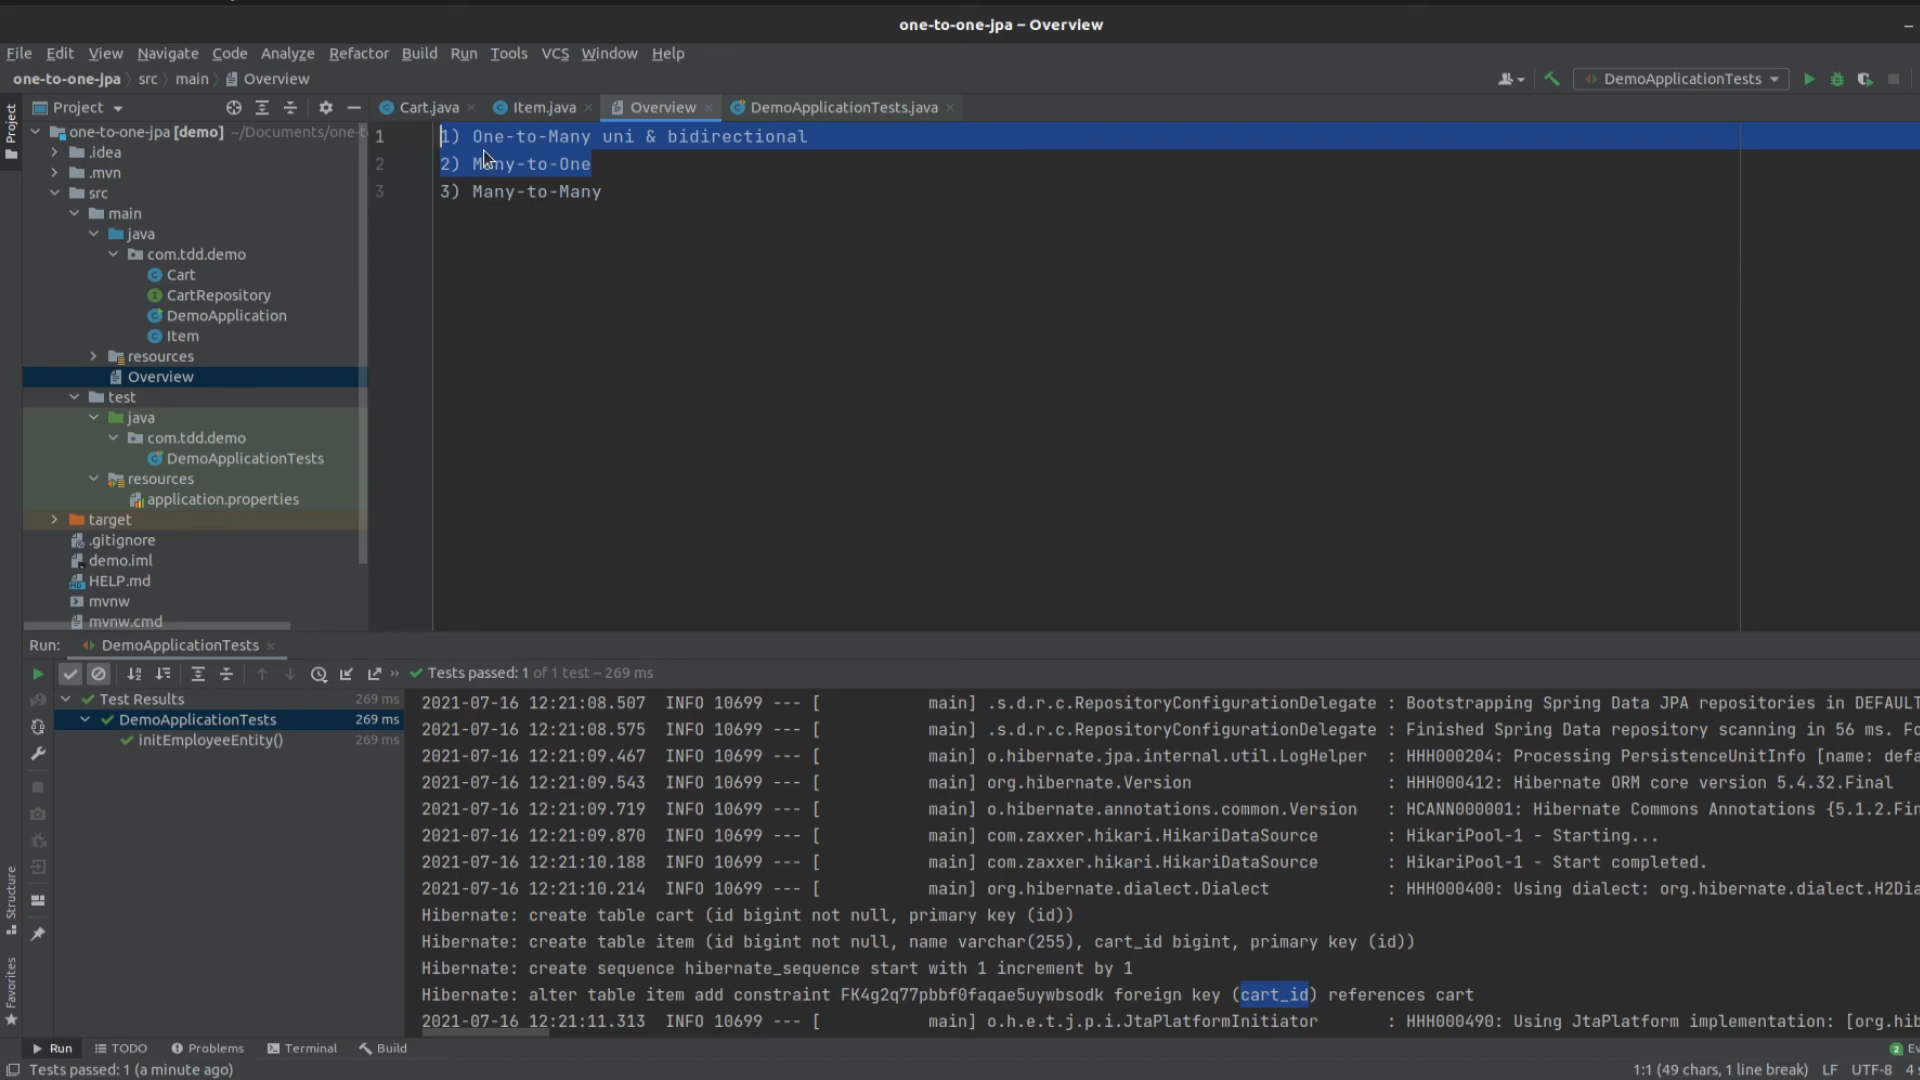 one-to-one-jpa – Overview
File Edit View Navigate Code Analyze Refactor Build Run Tools VCS Window Help
one-to-one-jpa src main Overview
DemoApplicationTests
Project
Project
Cart.java Item.java Overview DemoApplicationTests.java
one-to-one-jpa [demo] ~/Documents/one-t
.idea
.mvn
src
main
java
com.tdd.demo
Cart
CartRepository
DemoApplication
Item
resources
Overview
test
java
com.tdd.demo
DemoApplicationTests
resources
application.properties
target
.gitignore
demo.iml
HELP.md
mvnw
mvnw.cmd
1 1) One-to-Many uni & bidirectional
2 2) Many-to-One
3 3) Many-to-Many
Run: DemoApplicationTests
Tests passed: 1 of 1 test – 269 ms
Test Results 269 ms
DemoApplicationTests 269 ms
initEmployeeEntity() 269 ms
2021-07-16 12:21:08.507 INFO 10699 --- [ main] .s.d.r.c.RepositoryConfigurationDelegate : Bootstrapping Spring Data JPA repositories in DEFAULT
2021-07-16 12:21:08.575 INFO 10699 --- [ main] .s.d.r.c.RepositoryConfigurationDelegate : Finished Spring Data repository scanning in 56 ms. Fo
2021-07-16 12:21:09.467 INFO 10699 --- [ main] o.hibernate.jpa.internal.util.LogHelper : HHH000204: Processing PersistenceUnitInfo [name: defa
2021-07-16 12:21:09.543 INFO 10699 --- [ main] org.hibernate.Version : HHH000412: Hibernate ORM core version 5.4.32.Final
2021-07-16 12:21:09.719 INFO 10699 --- [ main] o.hibernate.annotations.common.Version : HCANN000001: Hibernate Commons Annotations {5.1.2.Fin
2021-07-16 12:21:09.870 INFO 10699 --- [ main] com.zaxxer.hikari.HikariDataSource : HikariPool-1 - Starting...
2021-07-16 12:21:10.188 INFO 10699 --- [ main] com.zaxxer.hikari.HikariDataSource : HikariPool-1 - Start completed.
2021-07-16 12:21:10.214 INFO 10699 --- [ main] org.hibernate.dialect.Dialect : HHH000400: Using dialect: org.hibernate.dialect.H2Dia
Hibernate: create table cart (id bigint not null, primary key (id))
Hibernate: create table item (id bigint not null, name varchar(255), cart_id bigint, primary key (id))
Hibernate: create sequence hibernate_sequence start with 1 increment by 1
Hibernate: alter table item add constraint FK4g2q77pbbf0faqae5uywbsodk foreign key (cart_id) references cart
2021-07-16 12:21:11.313 INFO 10699 --- [ main] o.h.e.t.j.p.i.JtaPlatformInitiator : HHH000490: Using JtaPlatform implementation: [org.hib
Structure
Favorites
Run TODO Problems Terminal Build 2 Ev
Tests passed: 1 (a minute ago) 1:1 (49 chars, 1 line break) LF UTF-8 4 s